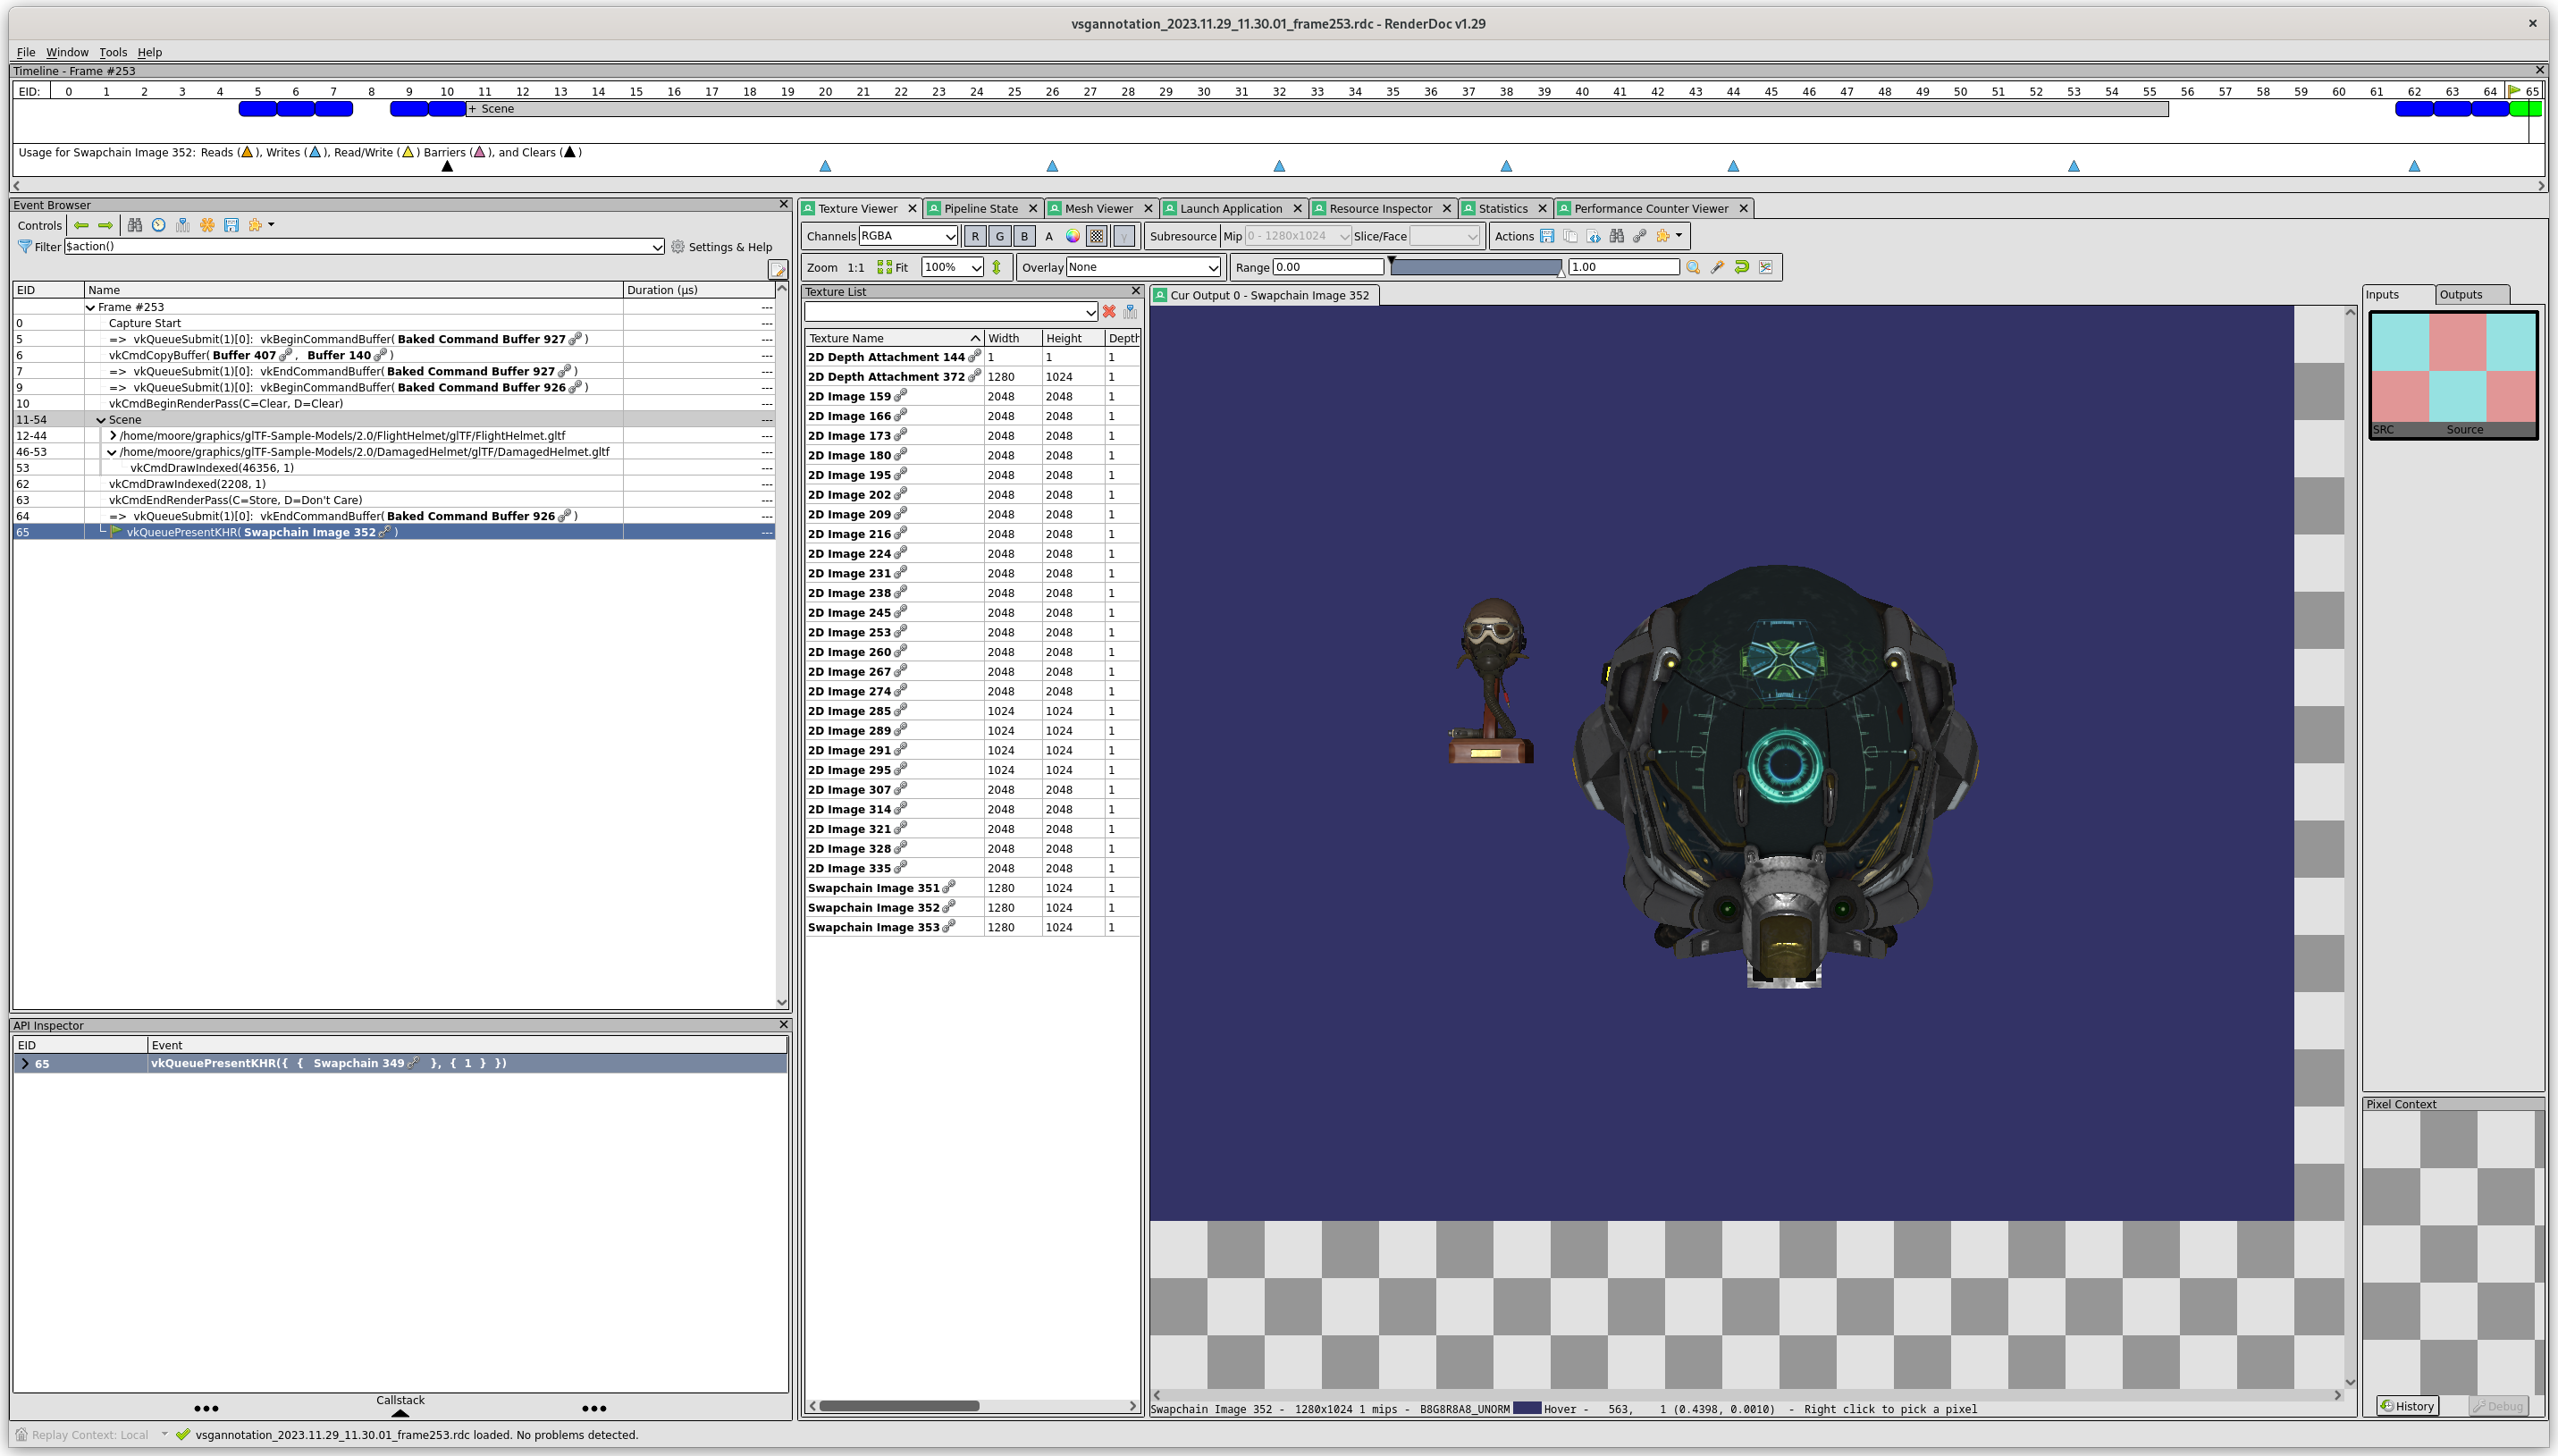 vsgannotation_2023.11.29_11.30.01_frame253.rdc - RenderDoc v1.29
File Window Tools Help
Timeline - Frame #253
EID: 0 1 2 3 4 5 6 7 8 9 10 11 12 13 14 15 16 17 18 19 20 21 22 23 24 25 26 27 28 29 30 31 32 33 34 35 36 37 38 39 40 41 42 43 44 45 46 47 48 49 50 51 52 53 54 55 56 57 58 59 60 61 62 63 64 65
+ Scene
Usage for Swapchain Image 352: Reads ( ), Writes ( ), Read/Write ( ) Barriers ( ), and Clears ( )
Event Browser
Controls
Filter $action() Settings & Help
EID Name Duration (µs)
Frame #253 ---
0 Capture Start ---
5 => vkQueueSubmit(1)[0]: vkBeginCommandBuffer( Baked Command Buffer 927 ) ---
6 vkCmdCopyBuffer( Buffer 407 , Buffer 140 ) ---
7 => vkQueueSubmit(1)[0]: vkEndCommandBuffer( Baked Command Buffer 927 ) ---
9 => vkQueueSubmit(1)[0]: vkBeginCommandBuffer( Baked Command Buffer 926 ) ---
10 vkCmdBeginRenderPass(C=Clear, D=Clear) ---
11-54 Scene ---
12-44 /home/moore/graphics/glTF-Sample-Models/2.0/FlightHelmet/glTF/FlightHelmet.gltf ---
46-53 /home/moore/graphics/glTF-Sample-Models/2.0/DamagedHelmet/glTF/DamagedHelmet.gltf ---
53 vkCmdDrawIndexed(46356, 1) ---
62 vkCmdDrawIndexed(2208, 1) ---
63 vkCmdEndRenderPass(C=Store, D=Don't Care) ---
64 => vkQueueSubmit(1)[0]: vkEndCommandBuffer( Baked Command Buffer 926 ) ---
65 vkQueuePresentKHR( Swapchain Image 352 ) ---
API Inspector
EID Event
65 vkQueuePresentKHR({ { Swapchain 349 }, { 1 } })
Callstack
Texture Viewer Pipeline State Mesh Viewer Launch Application Resource Inspector Statistics Performance Counter Viewer
Channels RGBA R G B A γ Subresource Mip 0 - 1280x1024 Slice/Face Actions
Zoom 1:1 Fit 100% Overlay None Range 0.00 1.00
Texture List
Texture Name Width Height Depth
2D Depth Attachment 144 1 1 1
2D Depth Attachment 372 1280 1024 1
2D Image 159 2048 2048 1
2D Image 166 2048 2048 1
2D Image 173 2048 2048 1
2D Image 180 2048 2048 1
2D Image 195 2048 2048 1
2D Image 202 2048 2048 1
2D Image 209 2048 2048 1
2D Image 216 2048 2048 1
2D Image 224 2048 2048 1
2D Image 231 2048 2048 1
2D Image 238 2048 2048 1
2D Image 245 2048 2048 1
2D Image 253 2048 2048 1
2D Image 260 2048 2048 1
2D Image 267 2048 2048 1
2D Image 274 2048 2048 1
2D Image 285 1024 1024 1
2D Image 289 1024 1024 1
2D Image 291 1024 1024 1
2D Image 295 1024 1024 1
2D Image 307 2048 2048 1
2D Image 314 2048 2048 1
2D Image 321 2048 2048 1
2D Image 328 2048 2048 1
2D Image 335 2048 2048 1
Swapchain Image 351 1280 1024 1
Swapchain Image 352 1280 1024 1
Swapchain Image 353 1280 1024 1
Cur Output 0 - Swapchain Image 352
Swapchain Image 352 - 1280x1024 1 mips - B8G8R8A8_UNORM Hover - 563, 1 (0.4398, 0.0010) - Right click to pick a pixel
Inputs Outputs
SRC Source
Pixel Context
History Debug
Replay Context: Local vsgannotation_2023.11.29_11.30.01_frame253.rdc loaded. No problems detected.